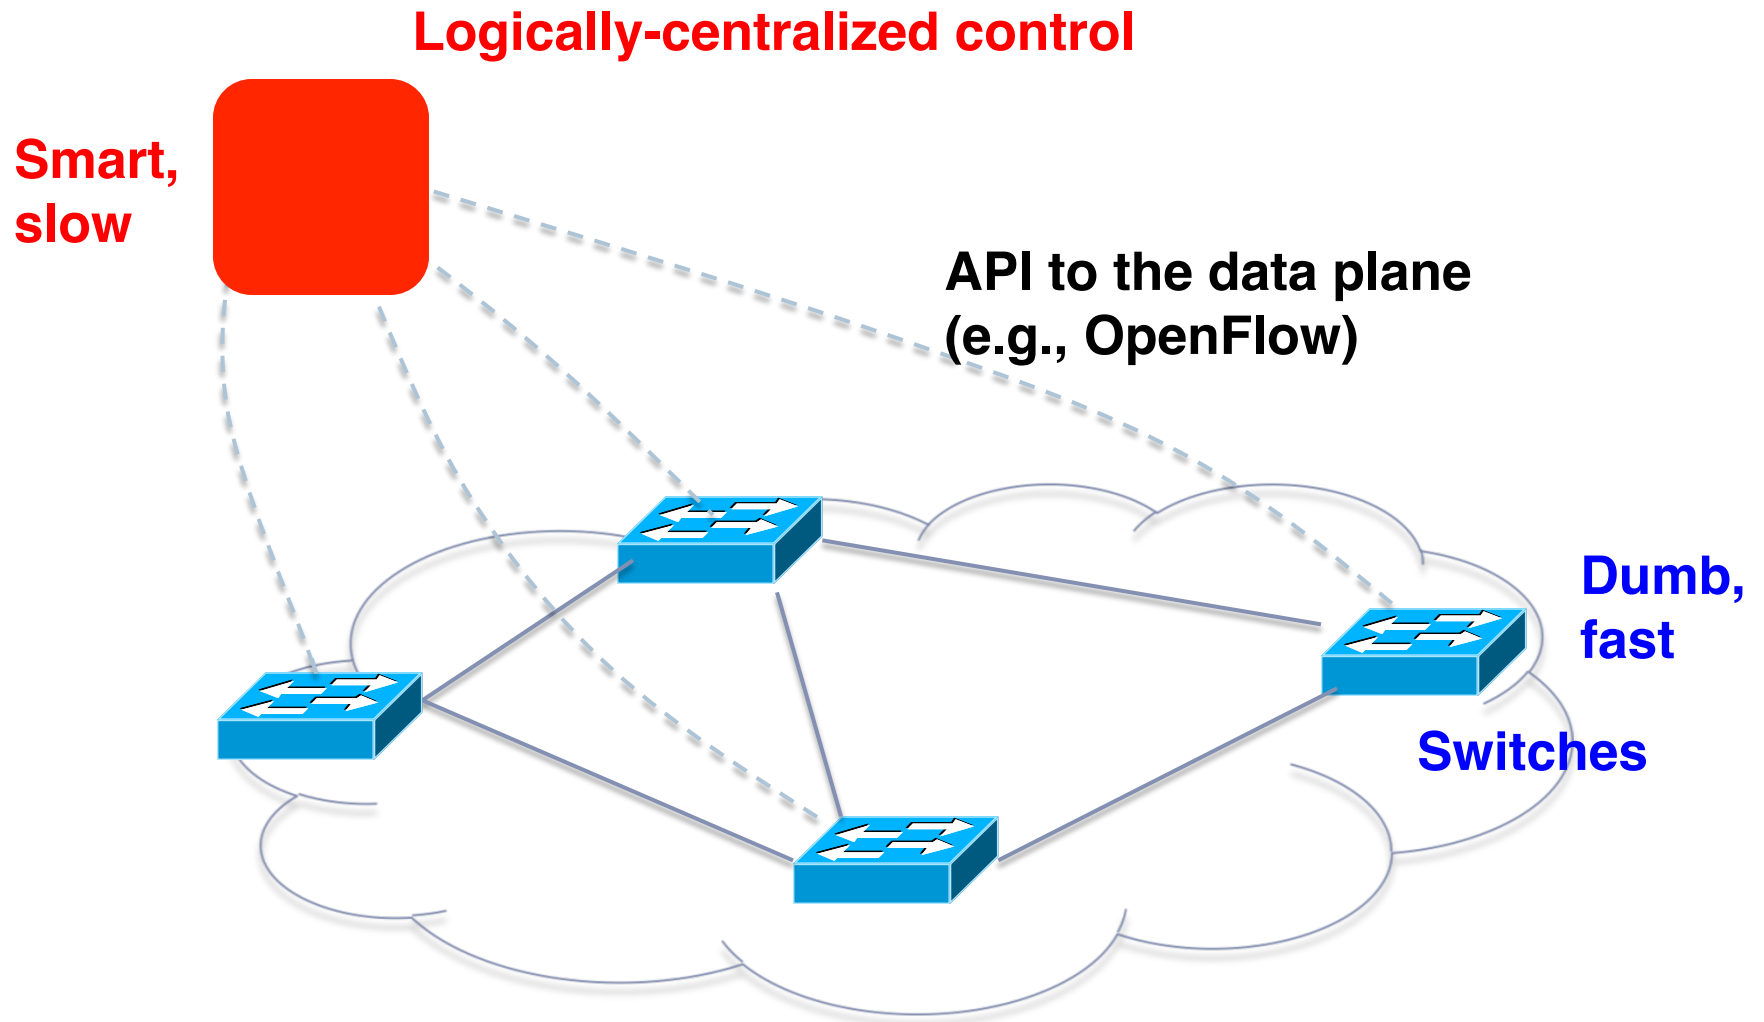 Logically-centralized control
Smart,
slow
API to the data plane
(e.g., OpenFlow)
Dumb,
fast
Switches